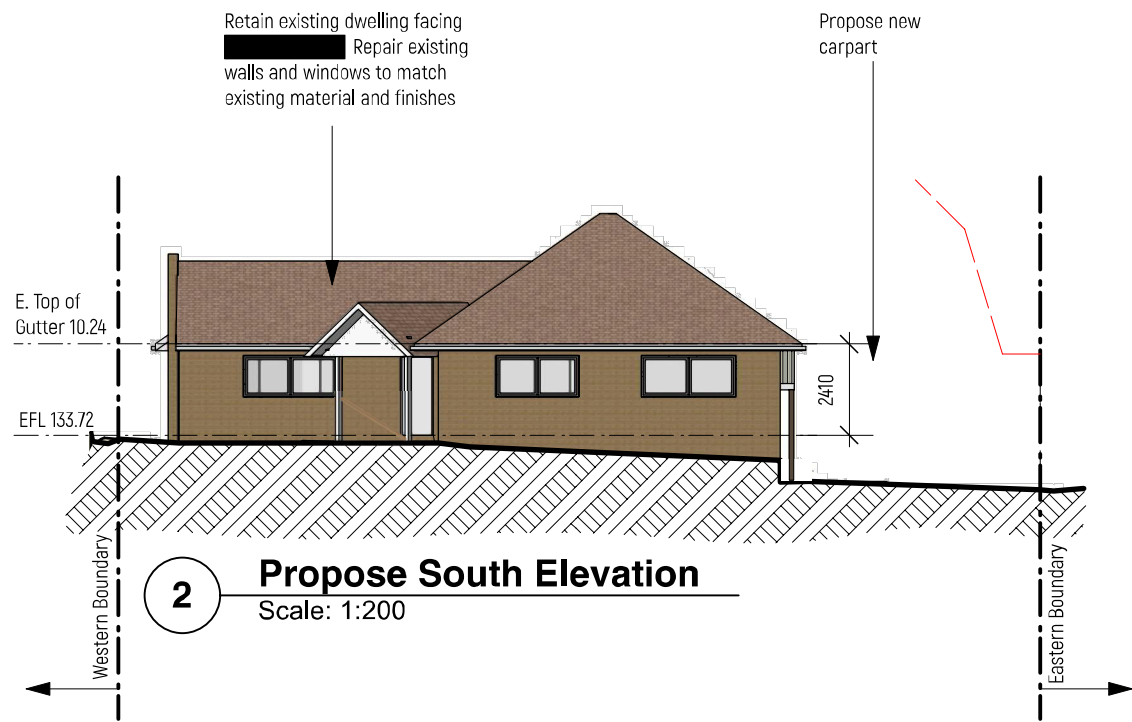 Retain existing dwelling facing
Repair existing
walls and windows to match
existing material and finishes
Propose new
carpart
E. Top of
Gutter 10.24
EFL 133.72
2410
Western Boundary
Eastern Boundary
2
Propose South Elevation
Scale: 1:200